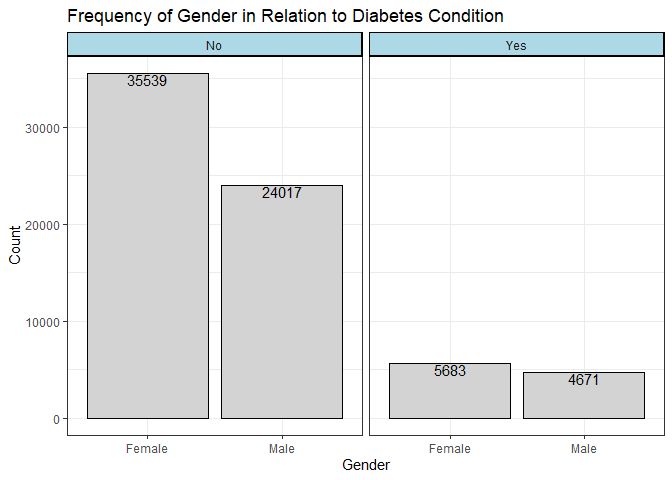 Frequency of Gender in Relation to Diabetes Condition
No
Yes
35539
24017
5683
4671
30000
20000
10000
0
Count
Female
Male
Female
Male
Gender